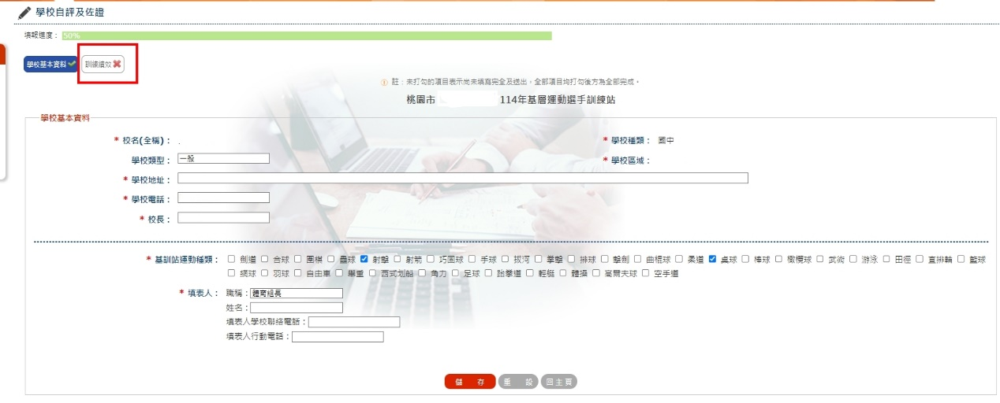 學校自評及佐證
填報進度： 50%
學校基本資料 訓練績效
註：未打勾的項目表示尚未填寫完全及送出，全部項目均打勾後方為全部完成。
桃園市 114年基層運動選手訓練站
學校基本資料
* 校名(全稱)： . * 學校種類： 國中
學校類型： 一般 * 學校區域：
* 學校地址：
* 學校電話：
* 校長：
* 基訓站運動種類： 劍道 合球 圍棋 壘球 射擊 射箭 巧固球 手球 拔河 拳擊 排球 擊劍 曲棍球 柔道 桌球 棒球 橄欖球 武術 游泳 田徑 直排輪 籃球
網球 羽球 自由車 舉重 西式划船 角力 足球 跆拳道 輕艇 體操 高爾夫球 空手道
* 填表人： 職稱：體育組長
姓名：
填表人學校聯絡電話：
填表人行動電話：
儲 存 重 設 回主頁